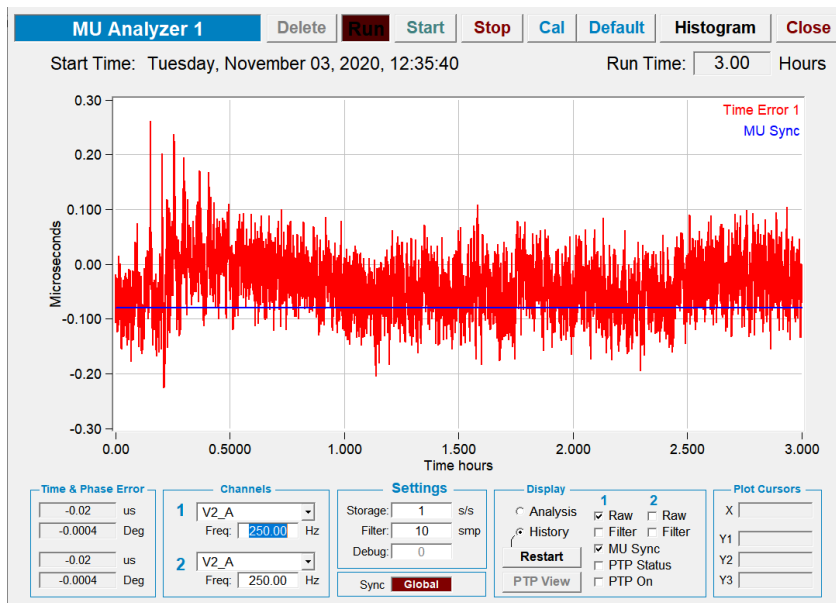 MU Analyzer 1 Delete Run Start Stop Cal Default Histogram Close
Start Time: Tuesday, November 03, 2020, 12:35:40 Run Time: 3.00 Hours
Time Error 1
MU Sync
Microseconds
0.30
0.20
0.100
0.00
-0.100
-0.20
-0.30
0.00 0.5000 1.000 1.500 2.000 2.500 3.000
Time hours
Time & Phase Error
-0.02 us
-0.0004 Deg
-0.02 us
-0.0004 Deg
Channels
1 V2_A
Freq: 250.00 Hz
2 V2_A
Freq: 250.00 Hz
Settings
Storage: 1 s/s
Filter: 10 smp
Debug: 0
Sync Global
Display
1 2
Analysis Raw Raw
History Filter Filter
Restart MU Sync
PTP Status
PTP View PTP On
Plot Cursors
X
Y1
Y2
Y3